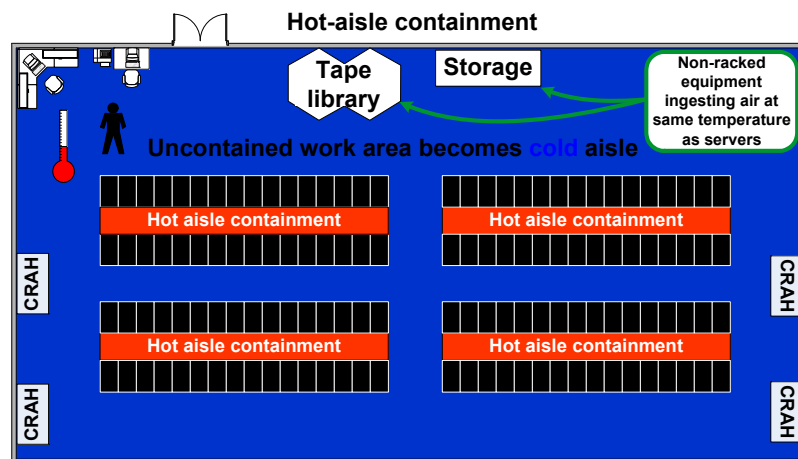 Hot-aisle containment
Tape
library
Storage
Non-racked
equipment
ingesting air at
same temperature
as servers
Uncontained work area becomes cold aisle
Hot aisle containment
Hot aisle containment
CRAH
CRAH
Hot aisle containment
Hot aisle containment
CRAH
CRAH